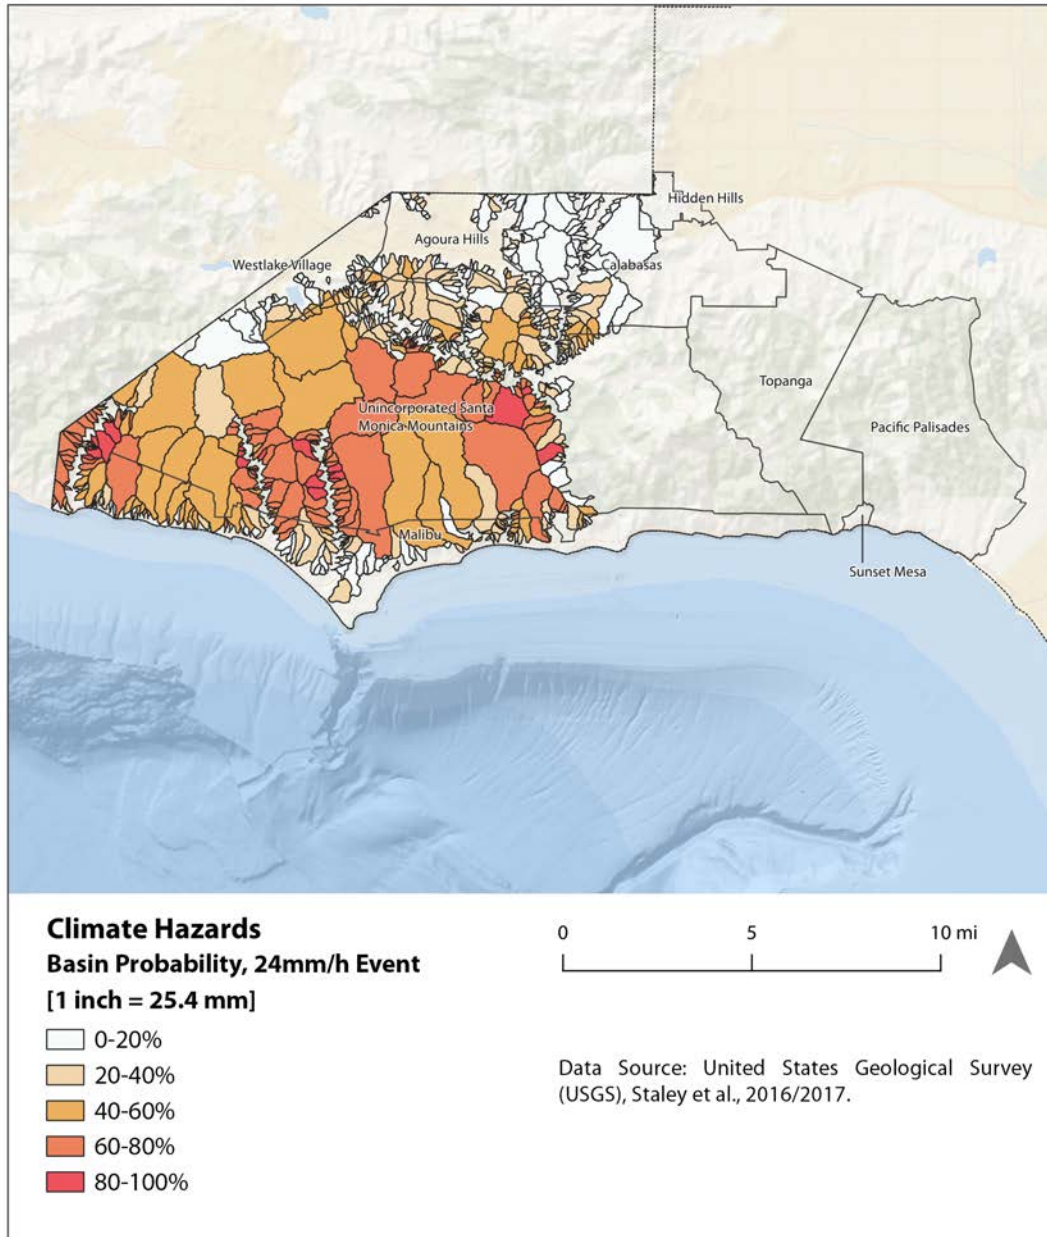 Hidden Hills
Agoura Hills
Westlake Village
Calabasas
Topanga
Unincorporated Santa
Monica Mountains
Pacific Palisades
Malibu
Sunset Mesa
Climate Hazards
Basin Probability, 24mm/h Event
[1 inch = 25.4 mm]
0-20%
20-40%
40-60%
60-80%
80-100%
0 5 10 mi
Data Source: United States Geological Survey
(USGS), Staley et al., 2016/2017.